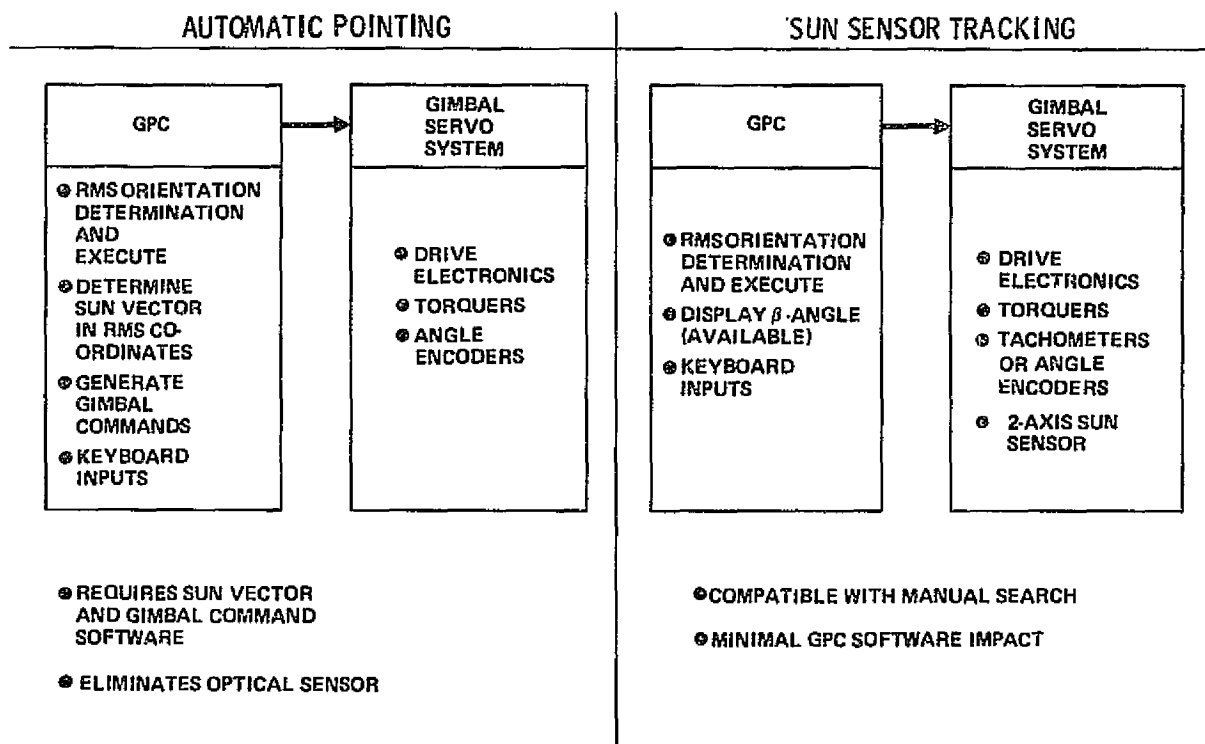 AUTOMATIC POINTING
GPC
GIMBAL
SERVO
SYSTEM
RMS ORIENTATION
DETERMINATION
AND
EXECUTE
DETERMINE
SUN VECTOR
IN RMS CO-
ORDINATES
GENERATE
GIMBAL
COMMANDS
KEYBOARD
INPUTS
DRIVE
ELECTRONICS
TORQUERS
ANGLE
ENCODERS
REQUIRES SUN VECTOR
AND GIMBAL COMMAND
SOFTWARE
ELIMINATES OPTICAL SENSOR
SUN SENSOR TRACKING
GPC
GIMBAL
SERVO
SYSTEM
RMS ORIENTATION
DETERMINATION
AND EXECUTE
DISPLAY β-ANGLE
(AVAILABLE)
KEYBOARD
INPUTS
DRIVE
ELECTRONICS
TORQUERS
TACHOMETERS
OR ANGLE
ENCODERS
2-AXIS SUN
SENSOR
COMPATIBLE WITH MANUAL SEARCH
MINIMAL GPC SOFTWARE IMPACT